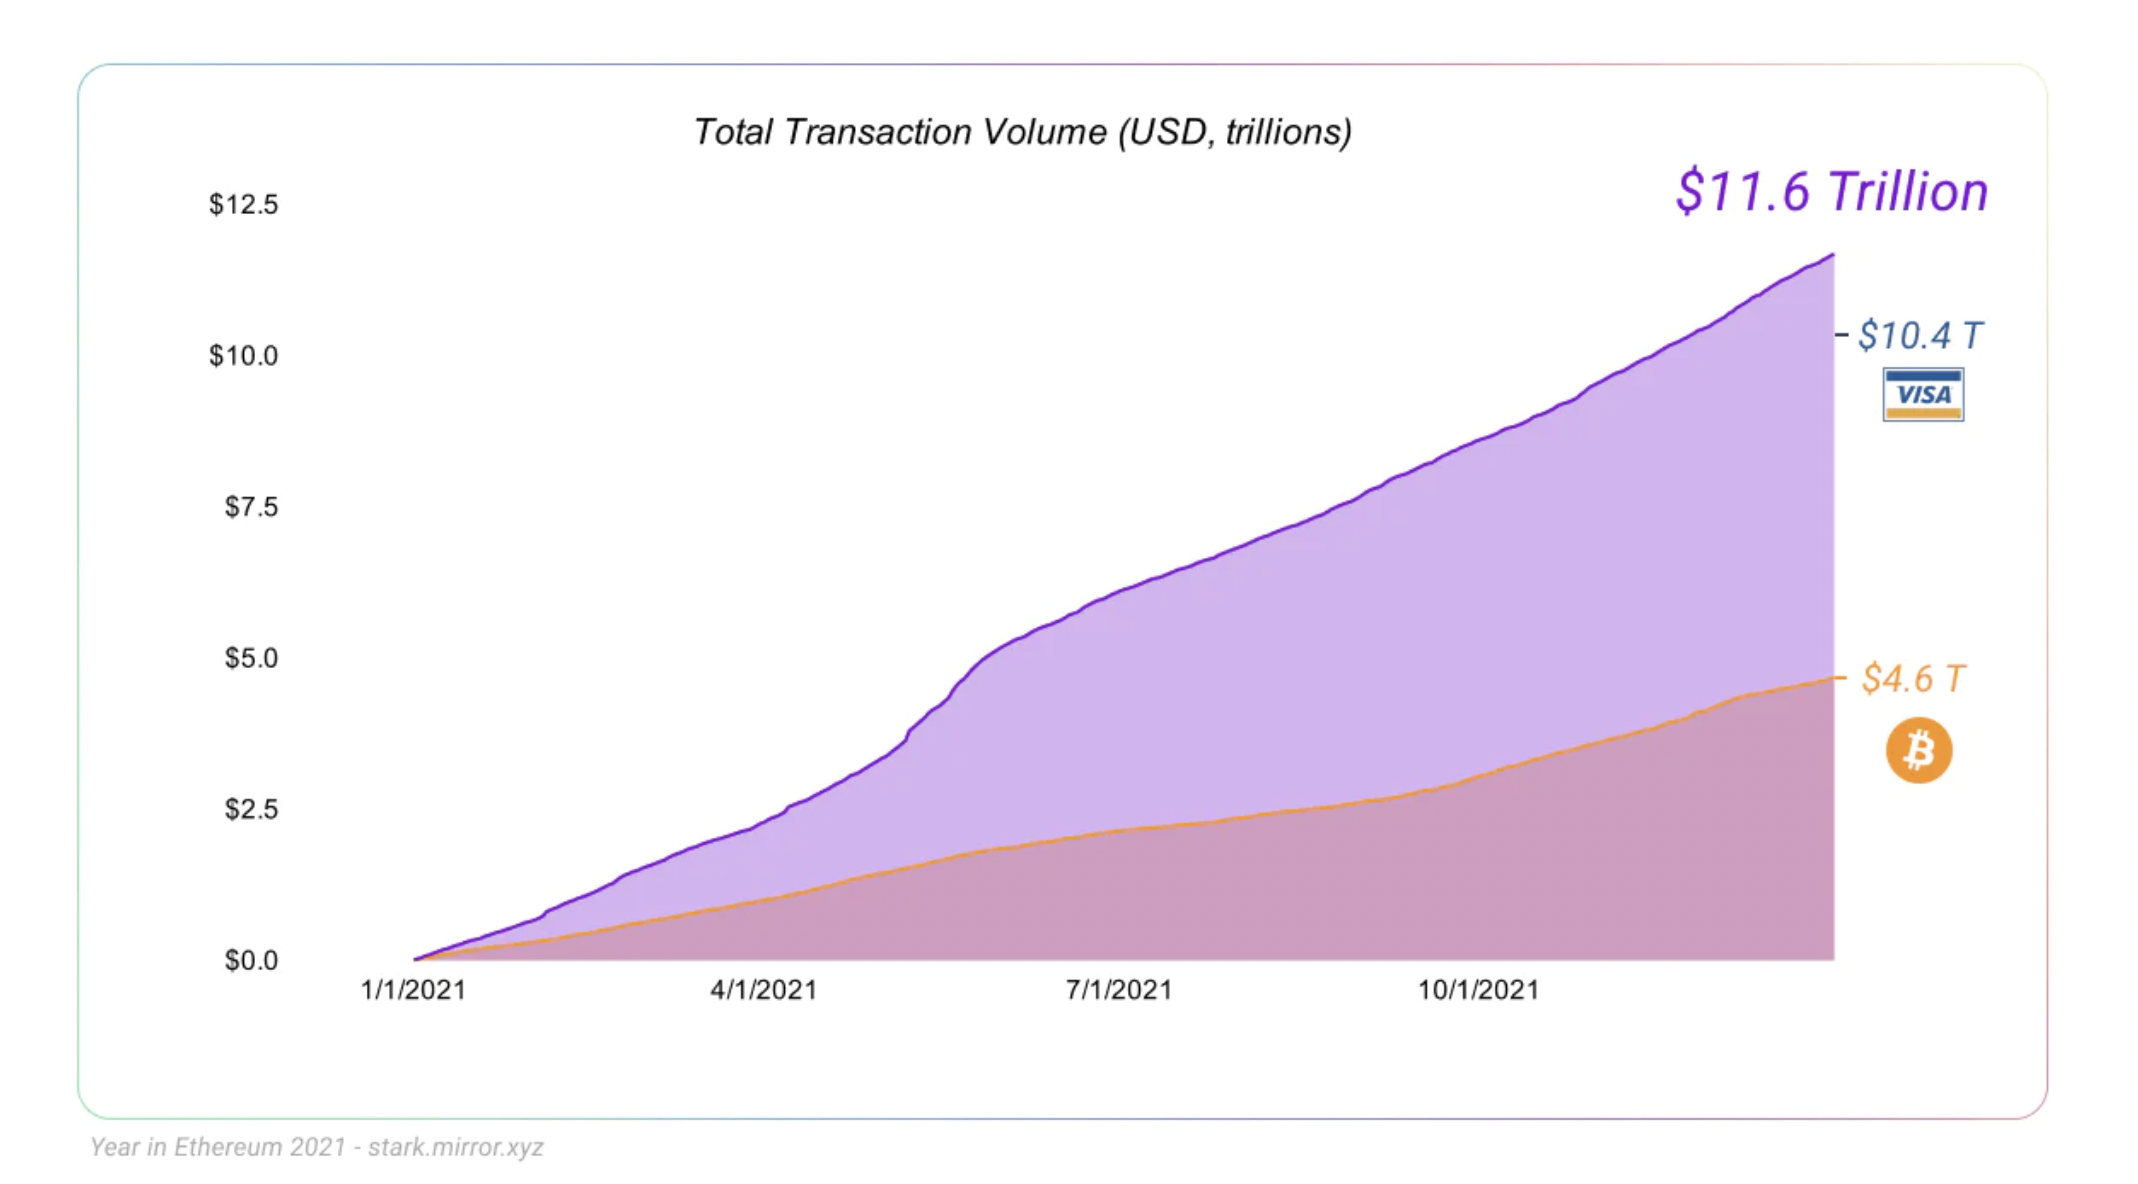 Total Transaction Volume (USD, trillions)
$11.6 Trillion
$12.5
$10.4 T
$10.0
VISA
$7.5
$5.0
$4.6 T
$2.5
$0.0
1/1/2021 4/1/2021 7/1/2021 10/1/2021
Year in Ethereum 2021 - stark.mirror.xyz